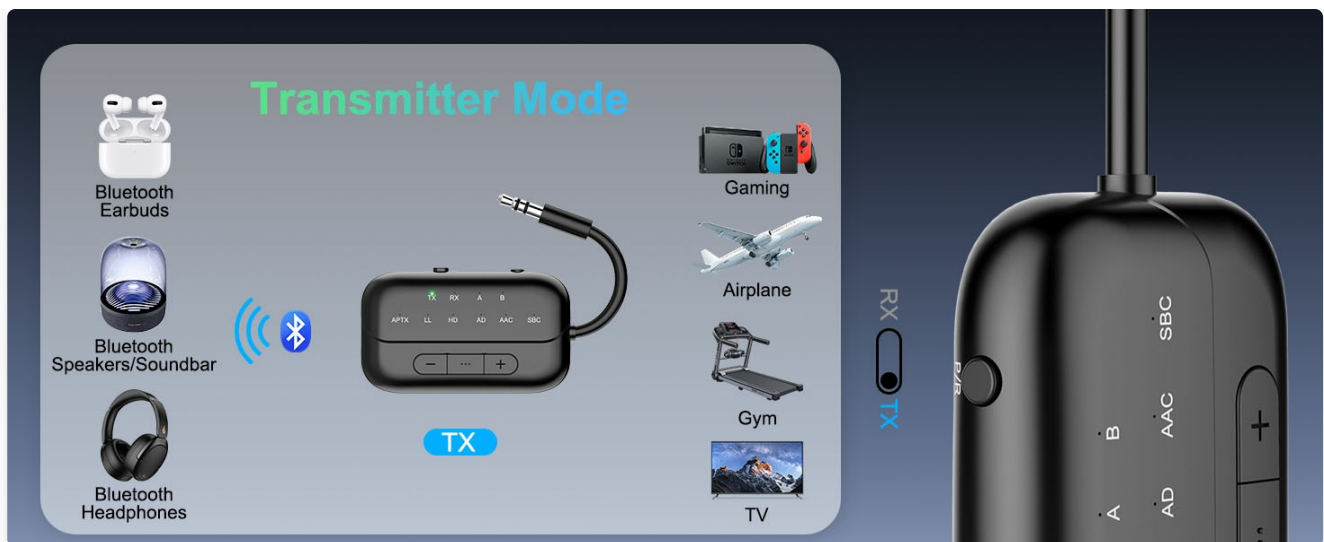 Transmitter Mode
Bluetooth
Earbuds
Bluetooth
Speakers/Soundbar
Bluetooth
Headphones
TX RX A B
APTX LL HD AD AAC SBC
− ... +
TX
Gaming
Airplane
Gym
TV
RX
TX
P/R
SBC
B
AAC
+
A
AD